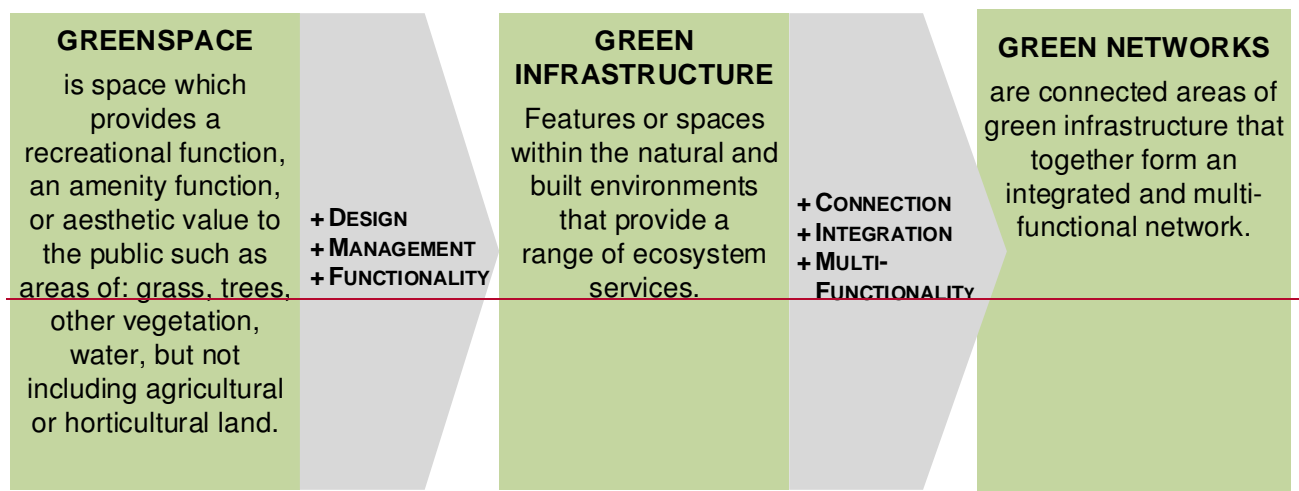 GREENSPACE
is space which
provides a
recreational function,
an amenity function,
or aesthetic value to
the public such as
areas of: grass, trees,
other vegetation,
water, but not
including agricultural
or horticultural land.
+ DESIGN
+ MANAGEMENT
+ FUNCTIONALITY
GREEN
INFRASTRUCTURE
Features or spaces
within the natural and
built environments
that provide a
range of ecosystem
services.
+ CONNECTION
+ INTEGRATION
+ MULTI-
FUNCTIONALITY
GREEN NETWORKS
are connected areas of
green infrastructure that
together form an
integrated and multi-
functional network.